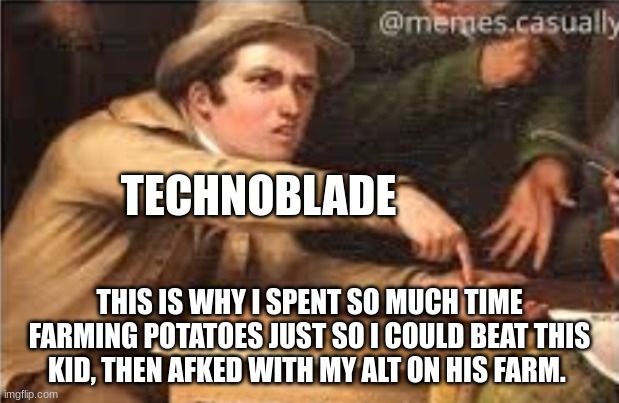 @memes.casually
TECHNOBLADE
THIS IS WHY I SPENT SO MUCH TIME
FARMING POTATOES JUST SO I COULD BEAT THIS
KID, THEN AFKED WITH MY ALT ON HIS FARM.
imgflip.com